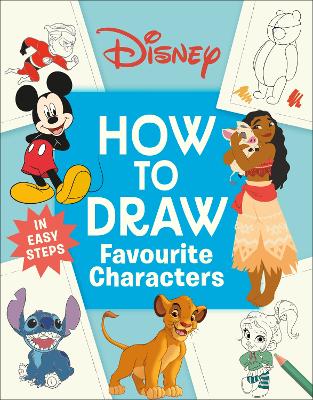 Disney
HOW TO
DRAW
Favourite
Characters
IN
EASY
STEPS